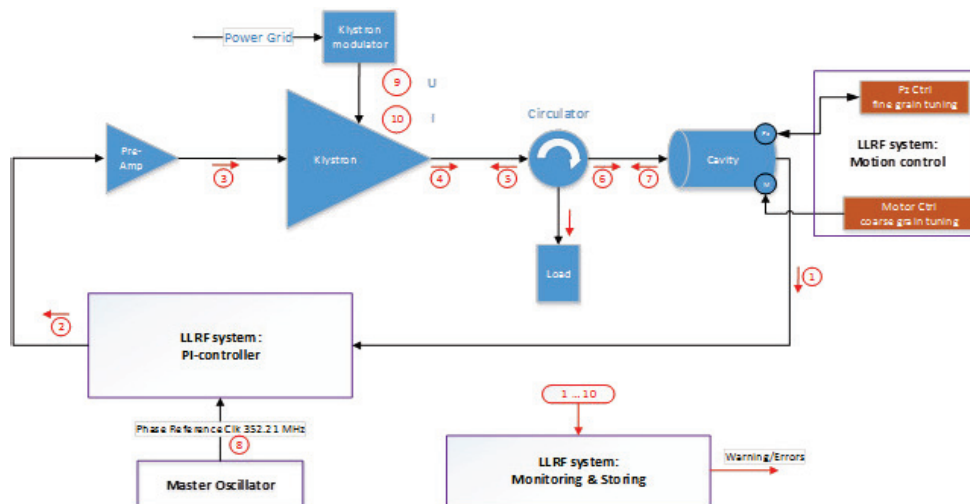 Power Grid
Klystron
modulator
9
U
10
I
Pz Ctrl
fine grain tuning
LLRF system:
Motion control
Motor Ctrl
coarse grain tuning
Circulator
Pre-
Amp
3
Klystron
4
5
6
7
Cavity
Pz
M
Load
1
2
LLRF system:
PI-controller
Phase Reference Clk 352.21 MHz
8
Master Oscillator
1 ... 10
LLRF system:
Monitoring & Storing
Warning/Errors